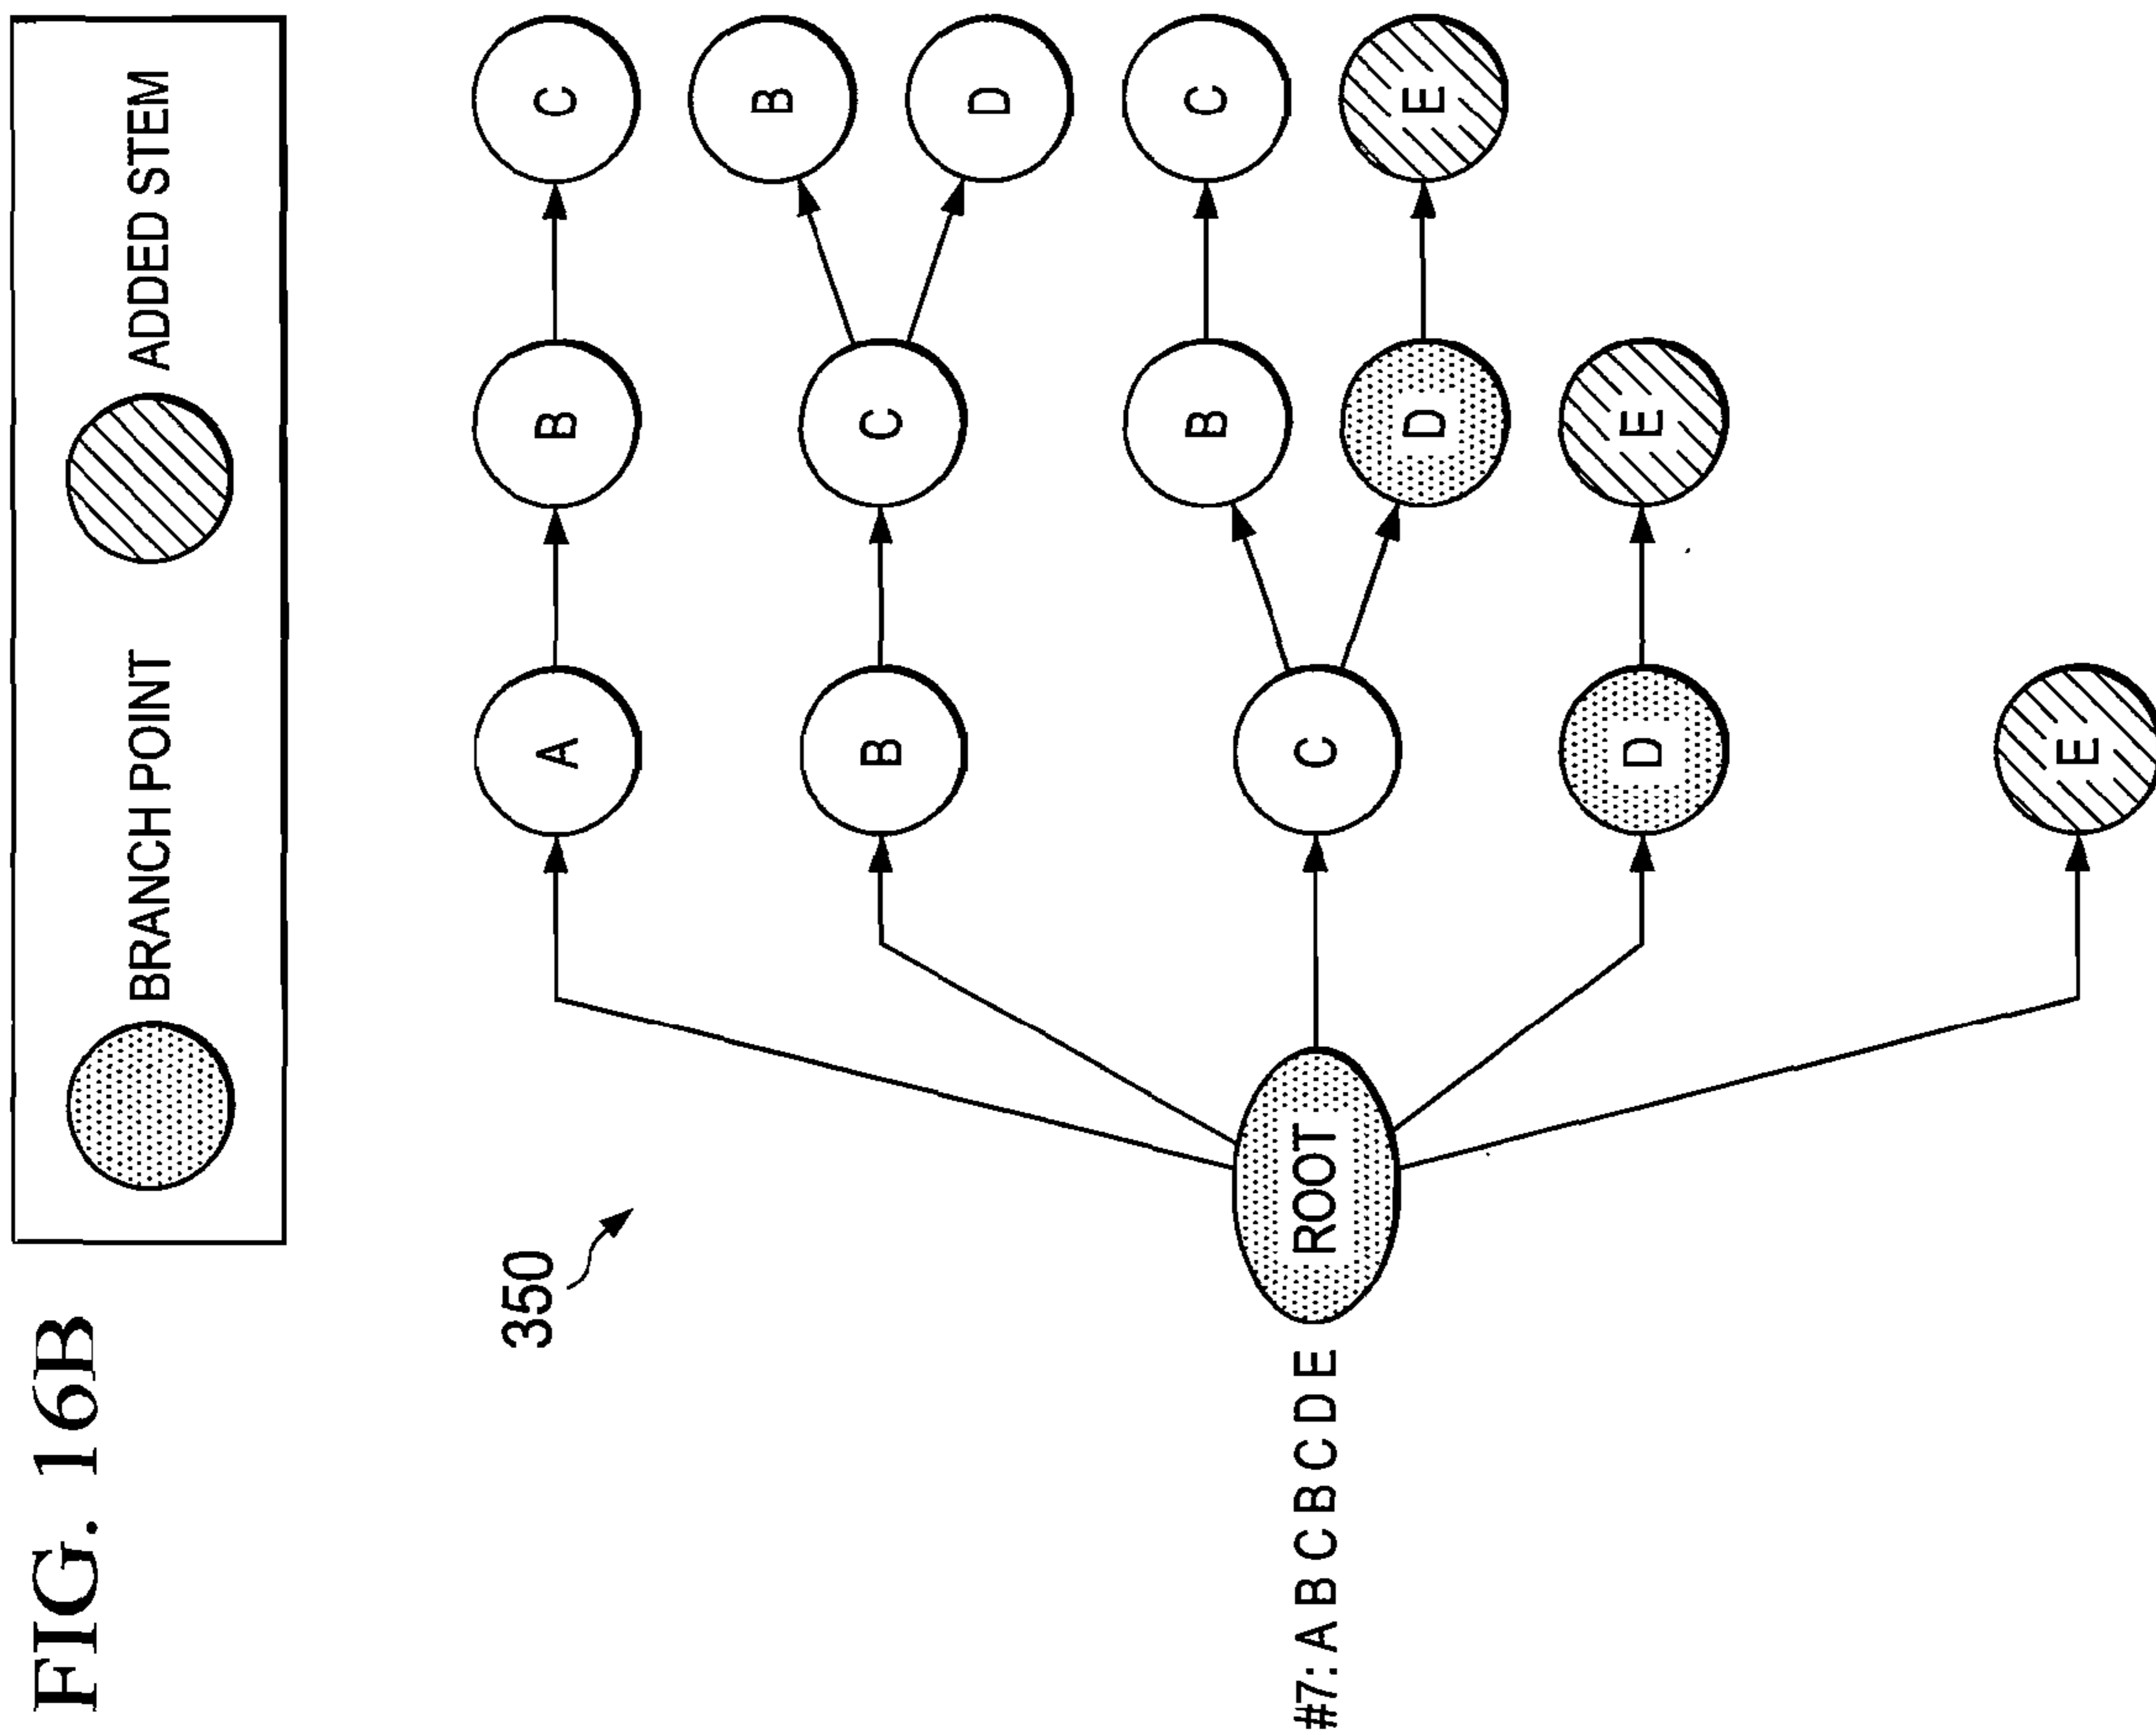 FIG. 16B
BRANCH POINT
ADDED STEM
350
A B C
B
B C
D
B C
#7: A B C B C D E ROOT C
D E
D E
E